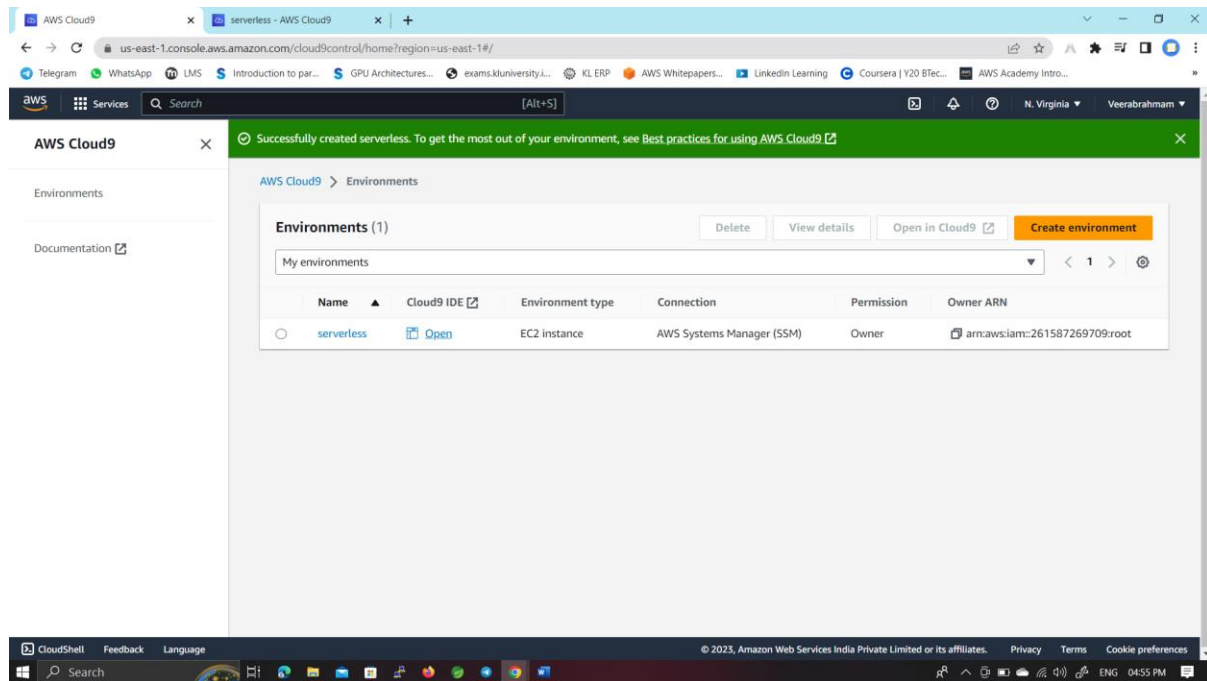 AWS Cloud9
serverless - AWS Cloud9
us-east-1.console.aws.amazon.com/cloud9control/home?region=us-east-1#/
Telegram WhatsApp LMS Introduction to par... GPU Architectures... exams.kluniversity.i... KL ERP AWS Whitepapers... Linkedin Learning Coursera | Y20 BTec... AWS Academy Intro... »
aws Services Search [Alt+S] N. Virginia Veerabrahmam
AWS Cloud9
Successfully created serverless. To get the most out of your environment, see Best practices for using AWS Cloud9
Environments
Documentation
AWS Cloud9 > Environments
Environments (1) Delete View details Open in Cloud9 Create environment
My environments < 1 >
Name Cloud9 IDE Environment type Connection Permission Owner ARN
serverless Open EC2 instance AWS Systems Manager (SSM) Owner arn:aws:iam::261587269709:root
CloudShell Feedback Language © 2023, Amazon Web Services India Private Limited or its affiliates. Privacy Terms Cookie preferences
Search ENG 04:55 PM